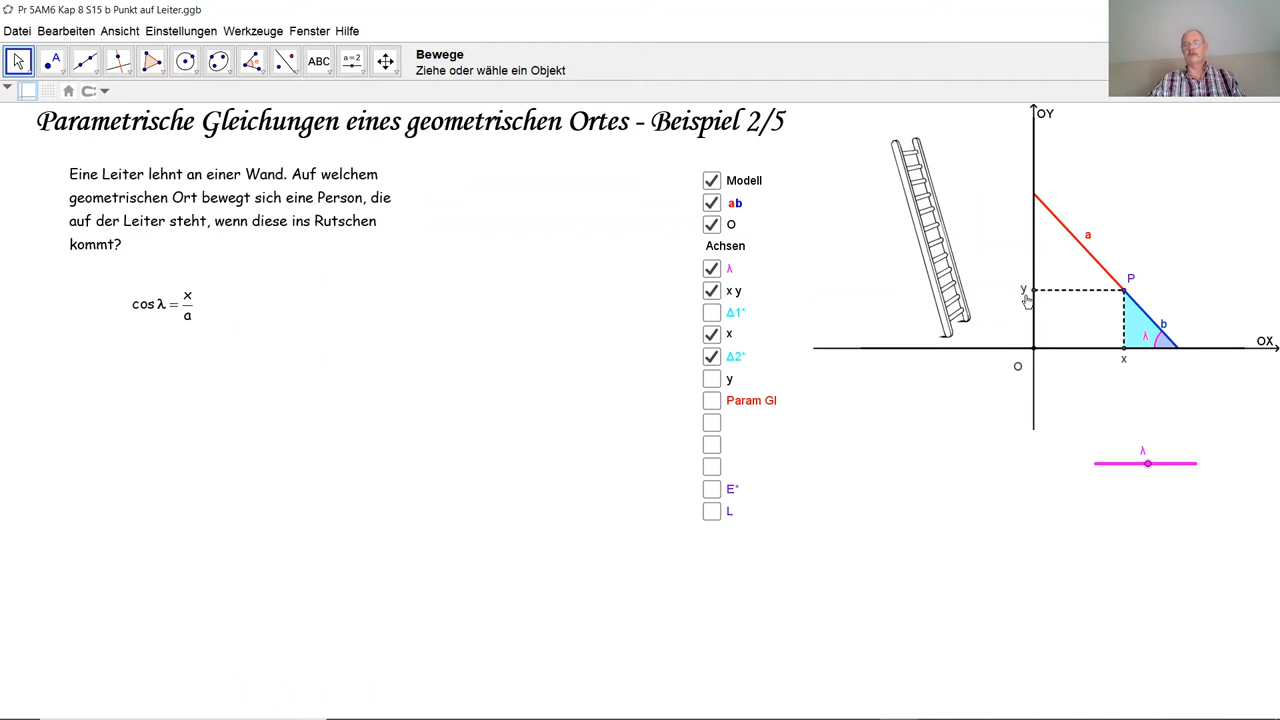 Pr 5AM6 Kap 8 S15 b Punkt auf Leiter.ggb
Datei Bearbeiten Ansicht Einstellungen Werkzeuge Fenster Hilfe
A
ABC
a=2
Bewege
Ziehe oder wähle ein Objekt
Parametrische Gleichungen eines geometrischen Ortes - Beispiel 2/5
Eine Leiter lehnt an einer Wand. Auf welchem
geometrischen Ort bewegt sich eine Person, die
auf der Leiter steht, wenn diese ins Rutschen
kommt?
cos λ = x/a
Modell
ab
O
Achsen
λ
x y
Δ1*
x
Δ2*
y
Param Gl
E*
L
OY
a
P
y
b
λ
OX
O
x
λ